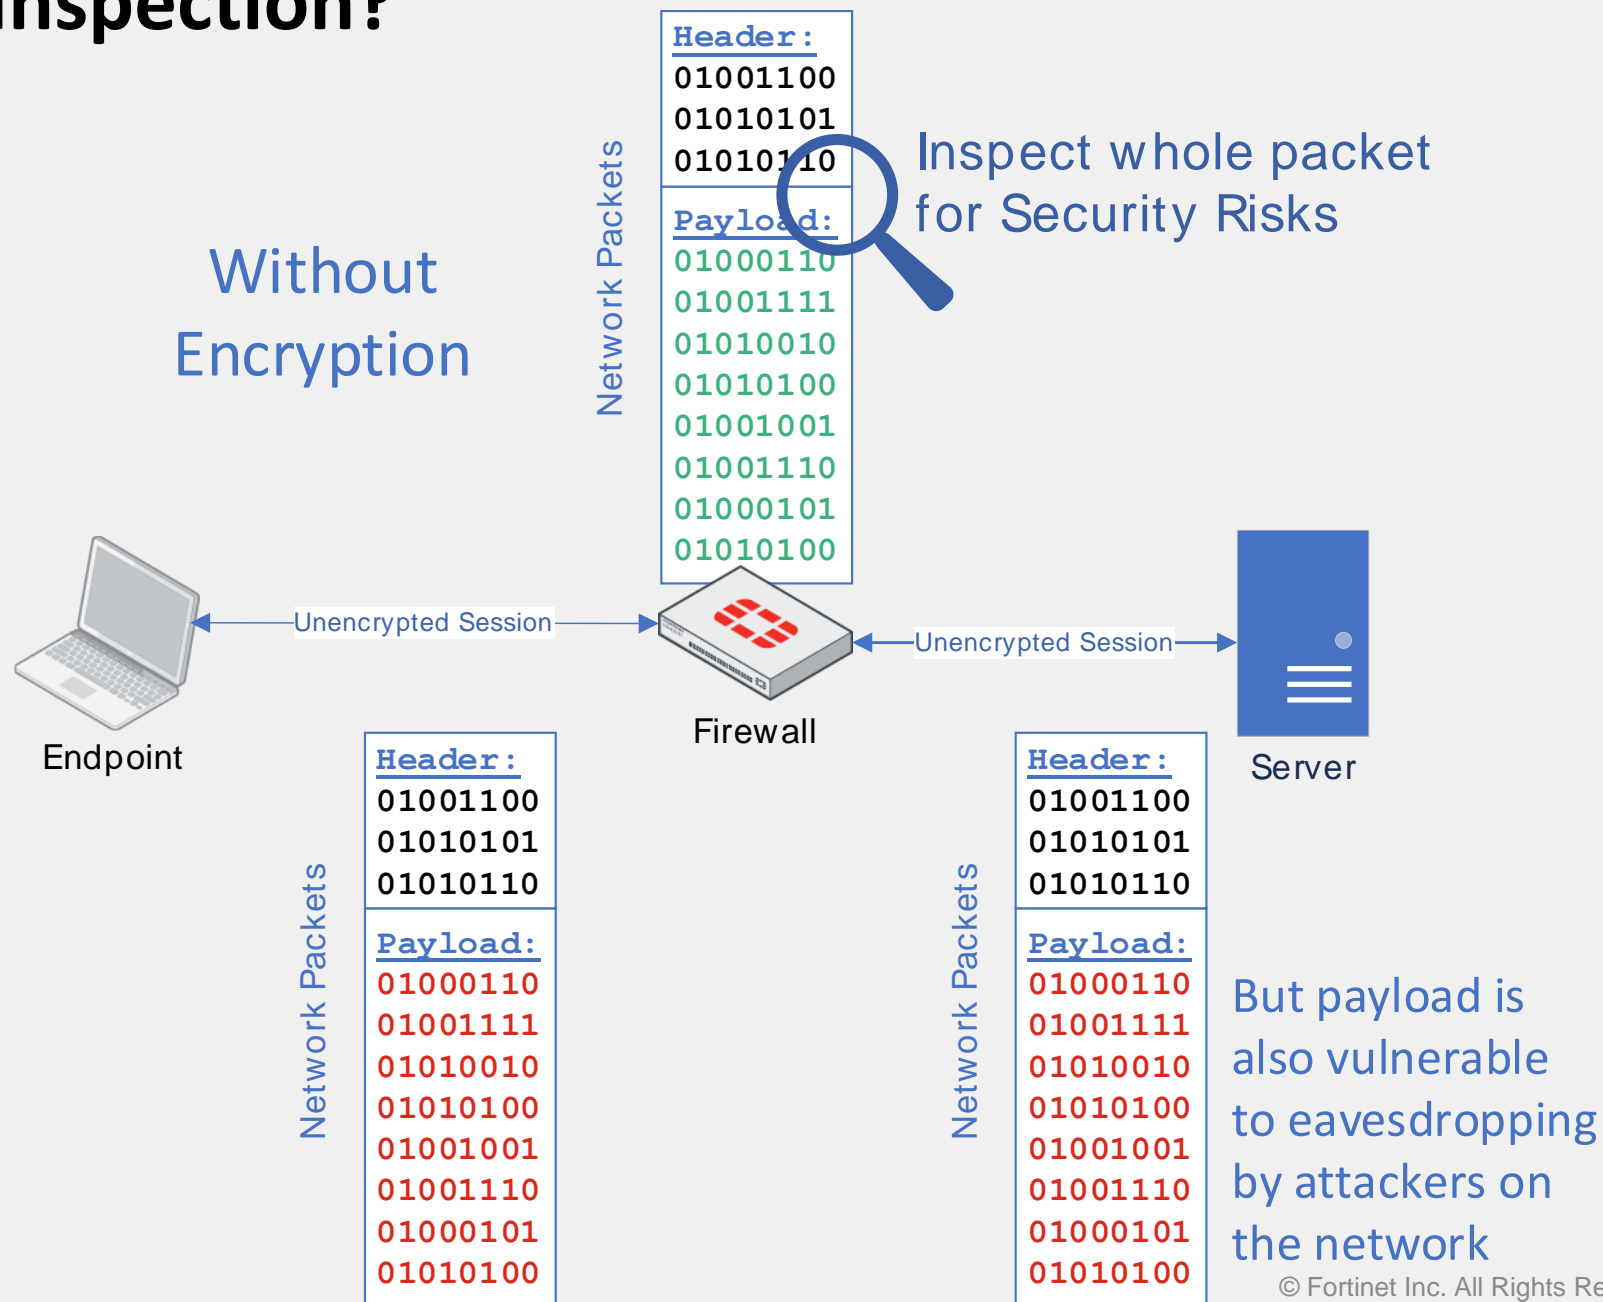 Inspection?
Header:
01001100
01010101
01010110
Payload:
01000110
01001111
01010010
01010100
01001001
01001110
01000101
01010100
Network Packets
Inspect whole packet
for Security Risks
Without
Encryption
Unencrypted Session
Unencrypted Session
Endpoint
Firewall
Server
Network Packets
Header:
01001100
01010101
01010110
Payload:
01000110
01001111
01010010
01010100
01001001
01001110
01000101
01010100
Network Packets
Header:
01001100
01010101
01010110
Payload:
01000110
01001111
01010010
01010100
01001001
01001110
01000101
01010100
But payload is
also vulnerable
to eavesdropping
by attackers on
the network
© Fortinet Inc. All Rights Re